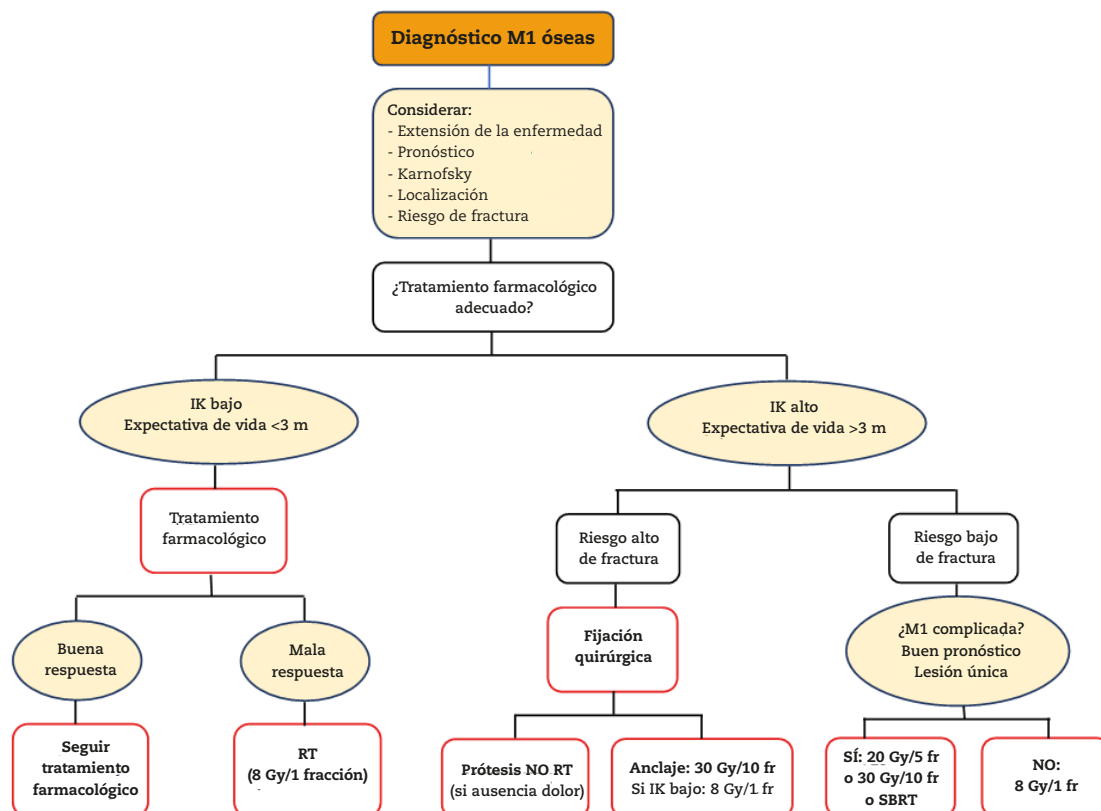 Diagnóstico M1 óseas
Considerar:
- Extensión de la enfermedad
- Pronóstico
- Karnofsky
- Localización
- Riesgo de fractura
¿Tratamiento farmacológico
adecuado?
IK bajo
Expectativa de vida <3 m
IK alto
Expectativa de vida >3 m
Tratamiento
farmacológico
Riesgo alto
de fractura
Riesgo bajo
de fractura
Buena
respuesta
Mala
respuesta
Fijación
quirúrgica
¿M1 complicada?
Buen pronóstico
Lesión única
Seguir
tratamiento
farmacológico
RT
(8 Gy/1 fracción)
Prótesis NO RT
(si ausencia dolor)
Anclaje: 30 Gy/10 fr
Si IK bajo: 8 Gy/1 fr
SÍ: 20 Gy/5 fr
o 30 Gy/10 fr
o SBRT
NO:
8 Gy/1 fr